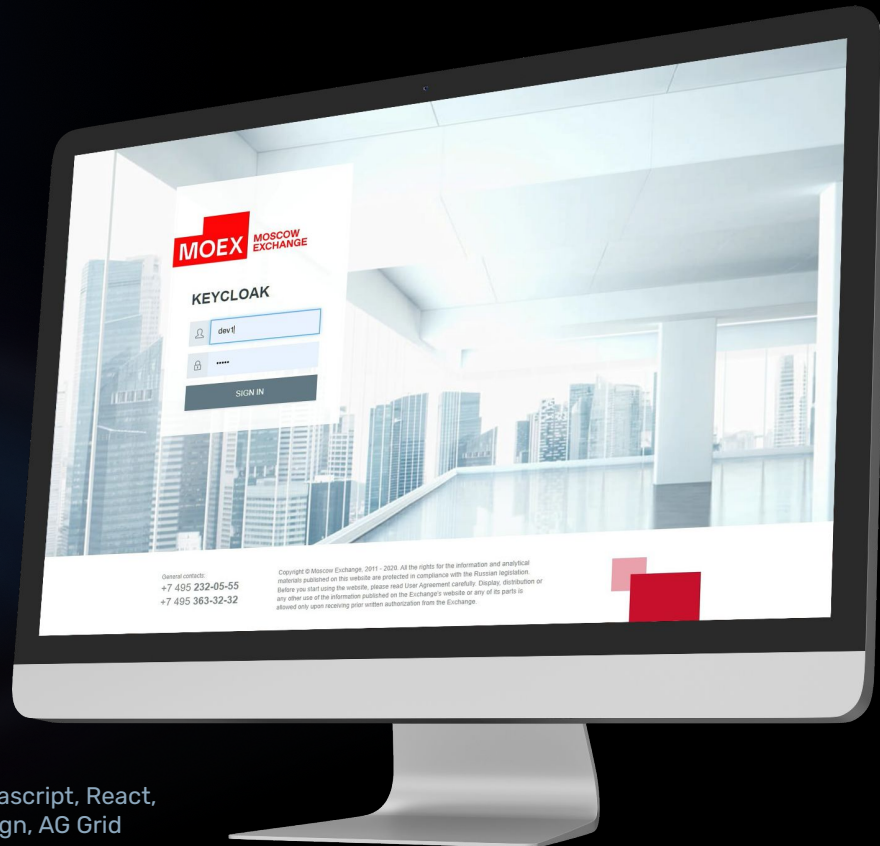 MOEX
MOSCOW
EXCHANGE
KEYCLOAK
dev1
•••••
SIGN IN
General contacts:
+7 495 232-05-55
+7 495 363-32-32
Copyright © Moscow Exchange, 2011 - 2020. All the rights for the information and analytical
materials published on this website are protected in compliance with the Russian legislation.
Before you start using the website, please read User Agreement carefully. Display, distribution or
any other use of the information published on the Exchange's website or any of its parts is
allowed only upon receiving prior written authorization from the Exchange.
React,
AG Grid